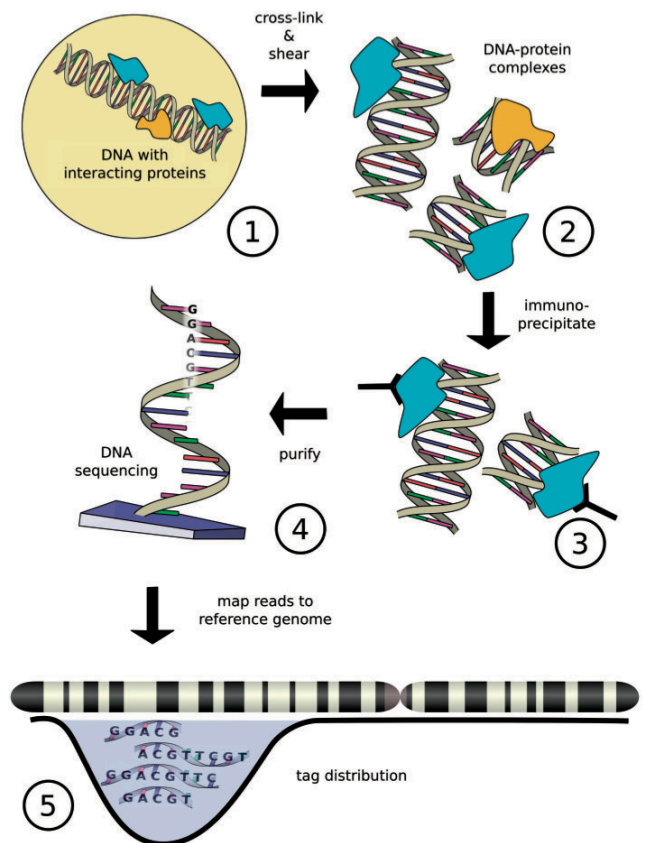 cross-link
&
shear
DNA-protein
complexes
DNA with
interacting proteins
1
2
immuno-
precipitate
G
G
A
C
G
T
T
C
DNA
sequencing
purify
4
3
map reads to
reference genome
GGACG
ACGTTCGT
GGACGTTC
GACGT
tag distribution
5